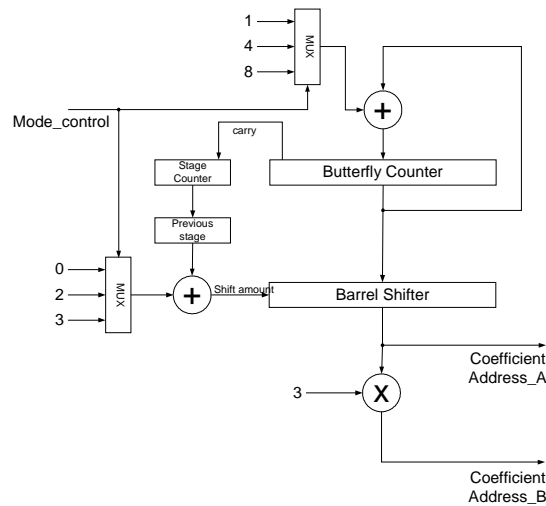 1
4
8
MUX
+
Mode_control
carry
Stage
Counter
Butterfly Counter
Previous
stage
0
2
3
MUX
+
Shift amount
Barrel Shifter
Coefficient
Address_A
3
X
Coefficient
Address_B